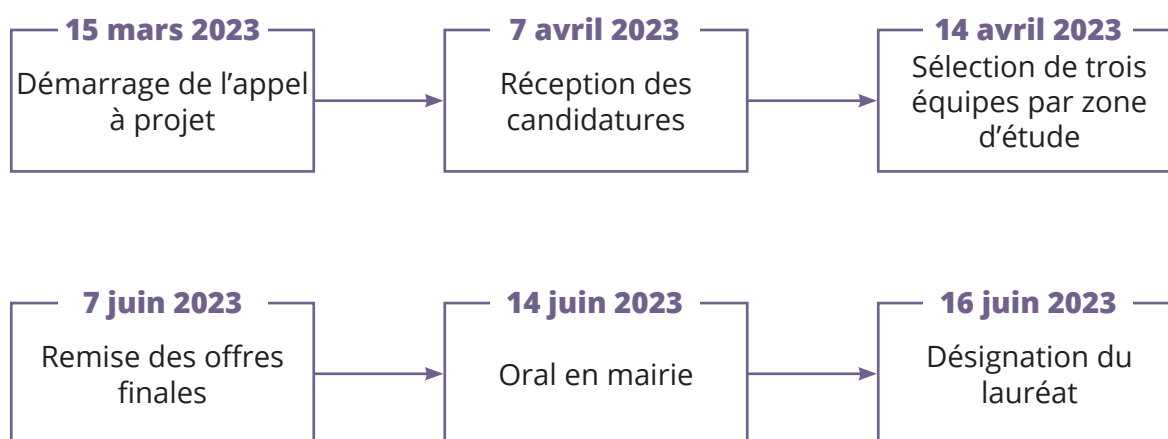 15 mars 2023
Démarrage de l’appel
à projet
7 avril 2023
Réception des
candidatures
14 avril 2023
Sélection de trois
équipes par zone
d’étude
7 juin 2023
Remise des offres
finales
14 juin 2023
Oral en mairie
16 juin 2023
Désignation du
lauréat